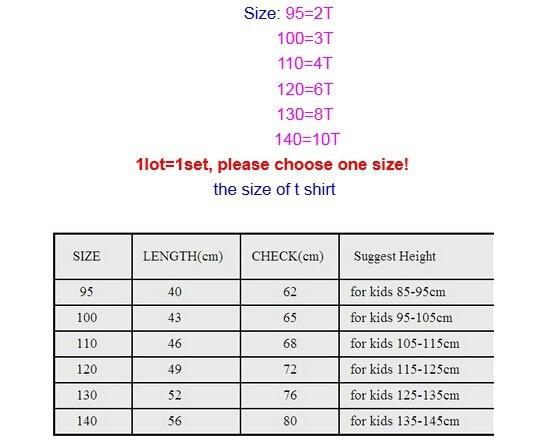 Size: 95=2T
100=3T
110=4T
120=6T
130=8T
140=10T
1lot=1set, please choose one size!
the size of t shirt
SIZE LENGTH(cm) CHECK(cm) Suggest Height
95 40 62 for kids 85-95cm
100 43 65 for kids 95-105cm
110 46 68 for kids 105-115cm
120 49 72 for kids 115-125cm
130 52 76 for kids 125-135cm
140 56 80 for kids 135-145cm